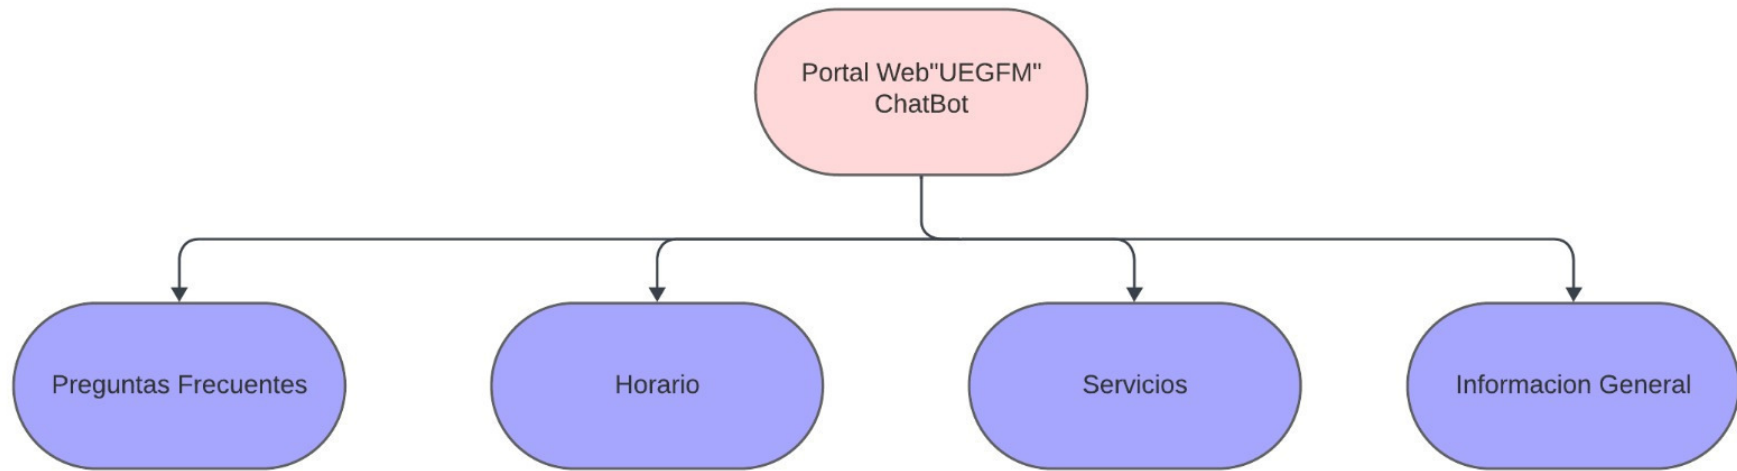 Portal Web"UEGFM"
ChatBot
Preguntas Frecuentes
Horario
Servicios
Informacion General